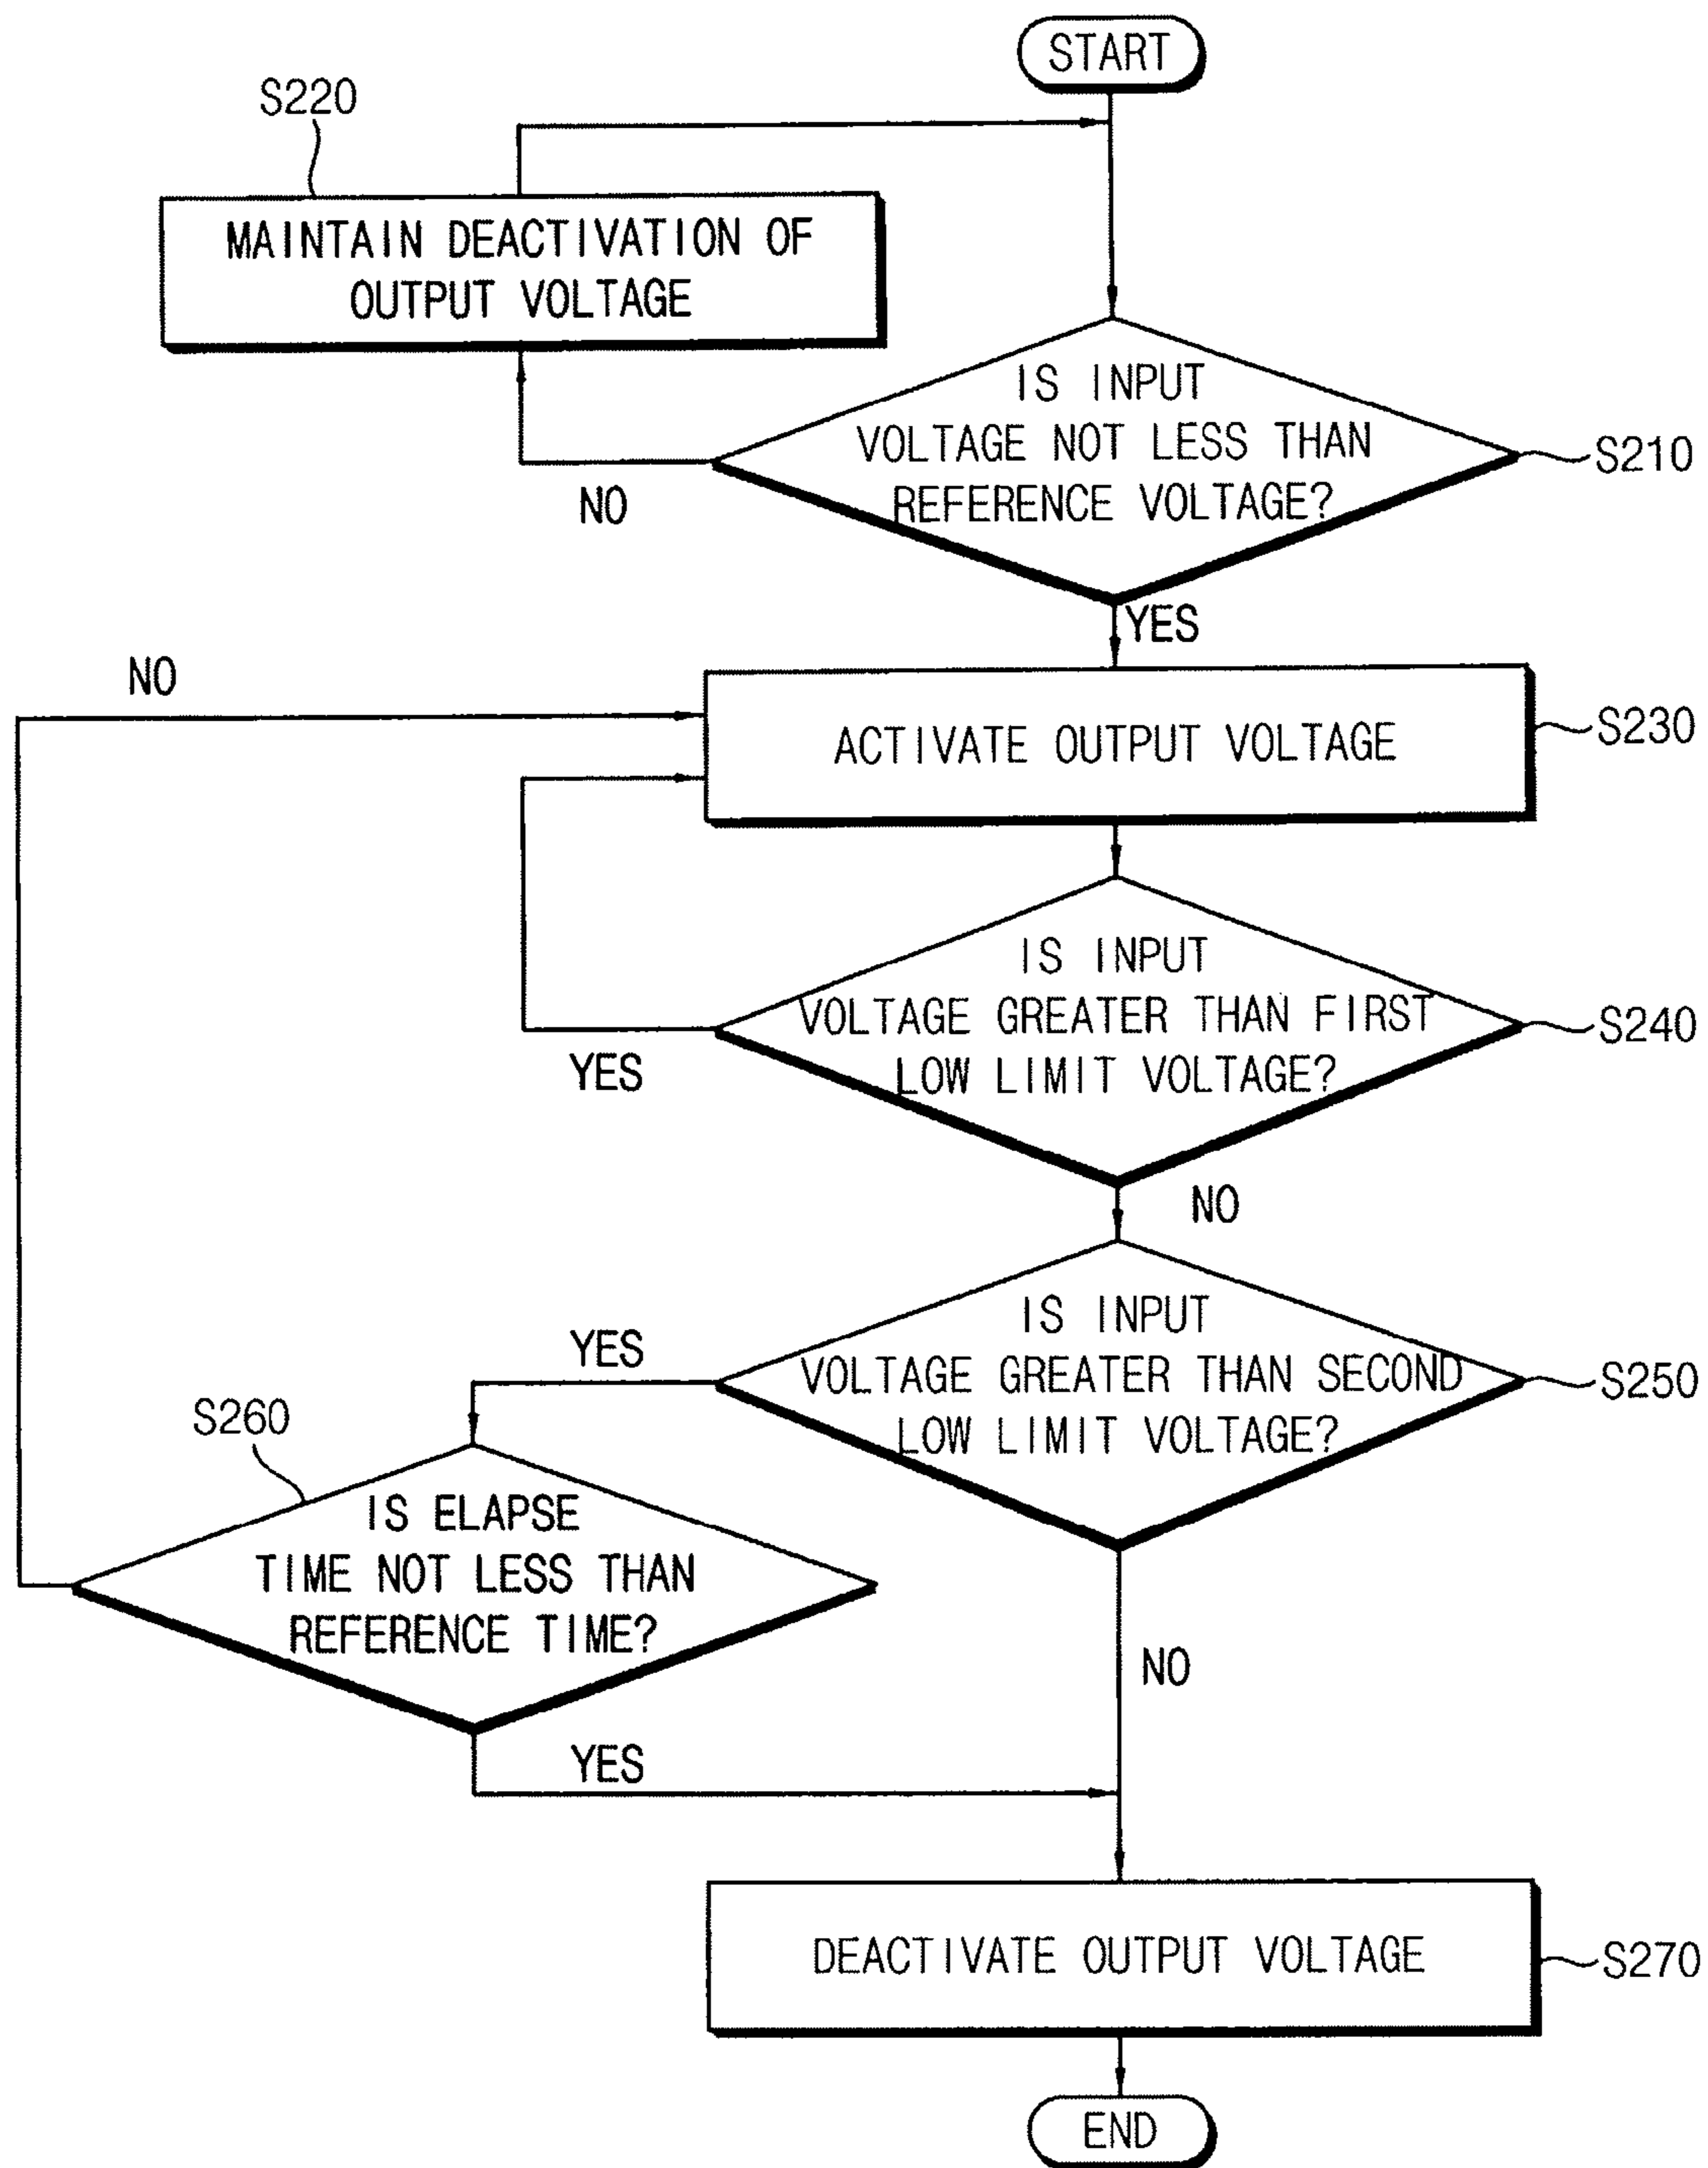 START
S220
MAINTAIN DEACTIVATION OF
OUTPUT VOLTAGE
IS INPUT
VOLTAGE NOT LESS THAN
REFERENCE VOLTAGE?
S210
NO
YES
NO
ACTIVATE OUTPUT VOLTAGE
S230
IS INPUT
VOLTAGE GREATER THAN FIRST
LOW LIMIT VOLTAGE?
S240
YES
NO
IS INPUT
VOLTAGE GREATER THAN SECOND
LOW LIMIT VOLTAGE?
S250
YES
S260
IS ELAPSE
TIME NOT LESS THAN
REFERENCE TIME?
NO
YES
DEACTIVATE OUTPUT VOLTAGE
S270
END